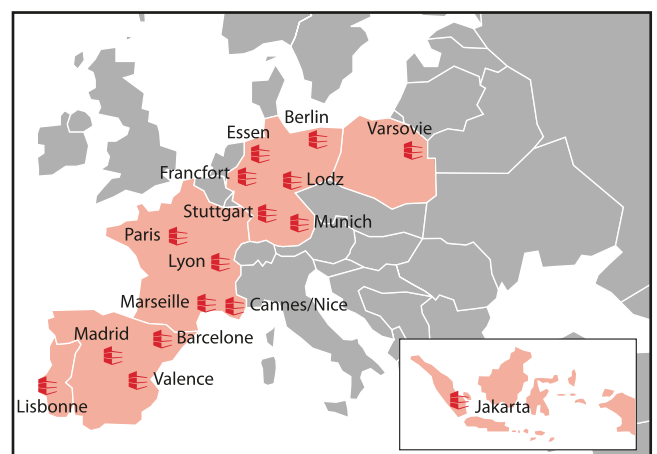 Berlin
Varsovie
Essen
Francfort
Lodz
Stuttgart
Munich
Paris
Lyon
Marseille
Cannes/Nice
Madrid
Barcelone
Valence
Lisbonne
Jakarta